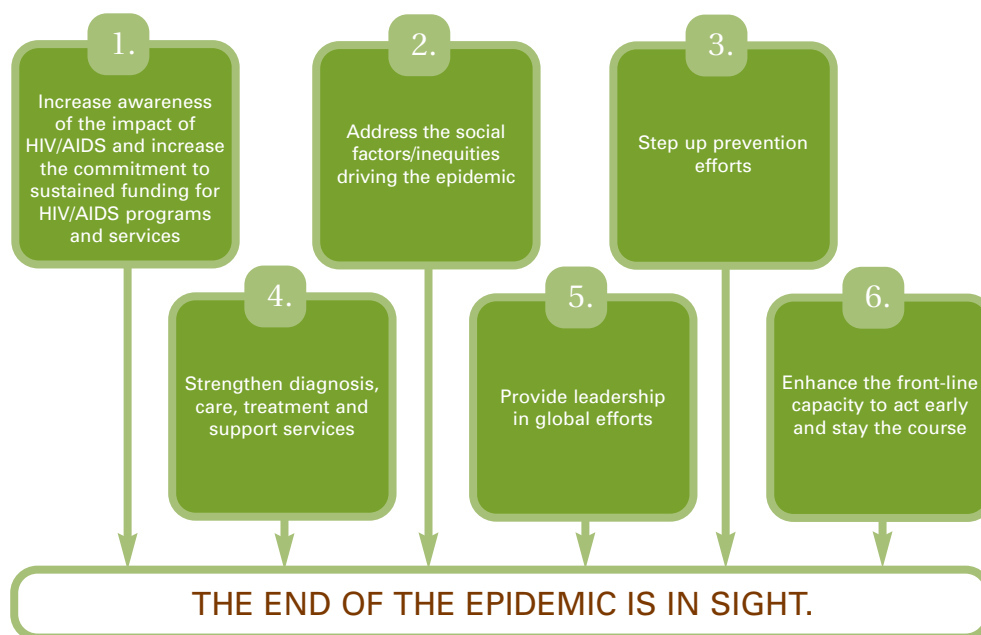 1.
Increase awareness
of the impact of
HIV/AIDS and increase
the commitment to
sustained funding for
HIV/AIDS programs
and services
2.
Address the social
factors/inequities
driving the epidemic
3.
Step up prevention
efforts
4.
Strengthen diagnosis,
care, treatment and
support services
5.
Provide leadership
in global efforts
6.
Enhance the front-line
capacity to act early
and stay the course
THE END OF THE EPIDEMIC IS IN SIGHT.